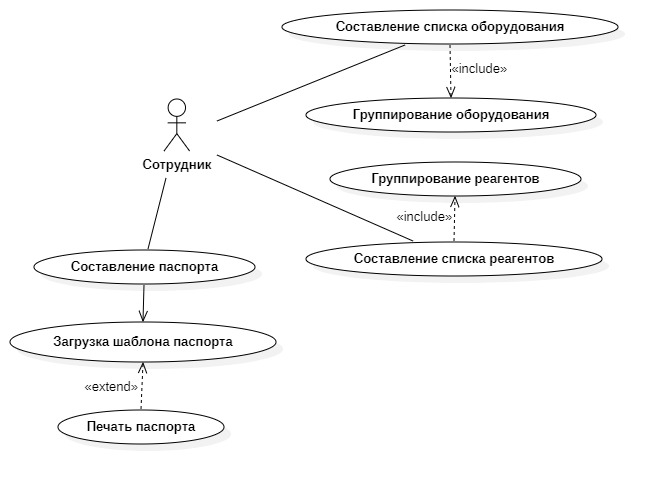 Составление списка оборудования
«include»
Группирование оборудования
Сотрудник
Группирование реагентов
«include»
Составление списка реагентов
Составление паспорта
Загрузка шаблона паспорта
«extend»
Печать паспорта